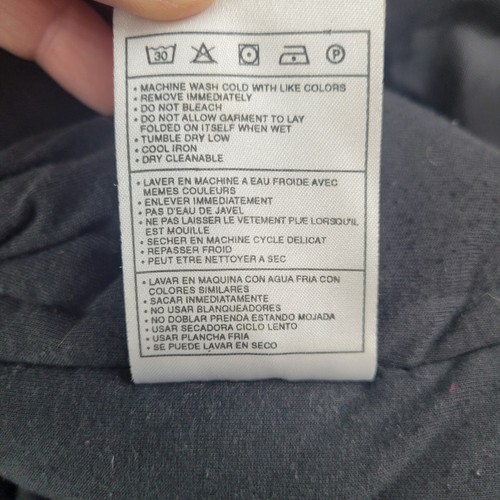 30 P
• MACHINE WASH COLD WITH LIKE COLORS
• REMOVE IMMEDIATELY
• DO NOT BLEACH
• DO NOT ALLOW GARMENT TO LAY
FOLDED ON ITSELF WHEN WET
• TUMBLE DRY LOW
• COOL IRON
• DRY CLEANABLE
• LAVER EN MACHINE A EAU FROIDE AVEC
MEMES COULEURS
• ENLEVER IMMEDIATEMENT
• PAS D'EAU DE JAVEL
• NE PAS LAISSER LE VETEMENT PLIE LORSQU'IL
EST MOUILLE
• SECHER EN MACHINE CYCLE DELICAT
• REPASSER FROID
• PEUT ETRE NETTOYER A SEC
• LAVAR EN MAQUINA CON AGUA FRIA CON
COLORES SIMILARES
• SACAR INMEDIATAMENTE
• NO USAR BLANQUEADORES
• NO DOBLAR PRENDA ESTANDO MOJADA
• USAR SECADORA CICLO LENTO
• USAR PLANCHA FRIA
• SE PUEDE LAVAR EN SECO